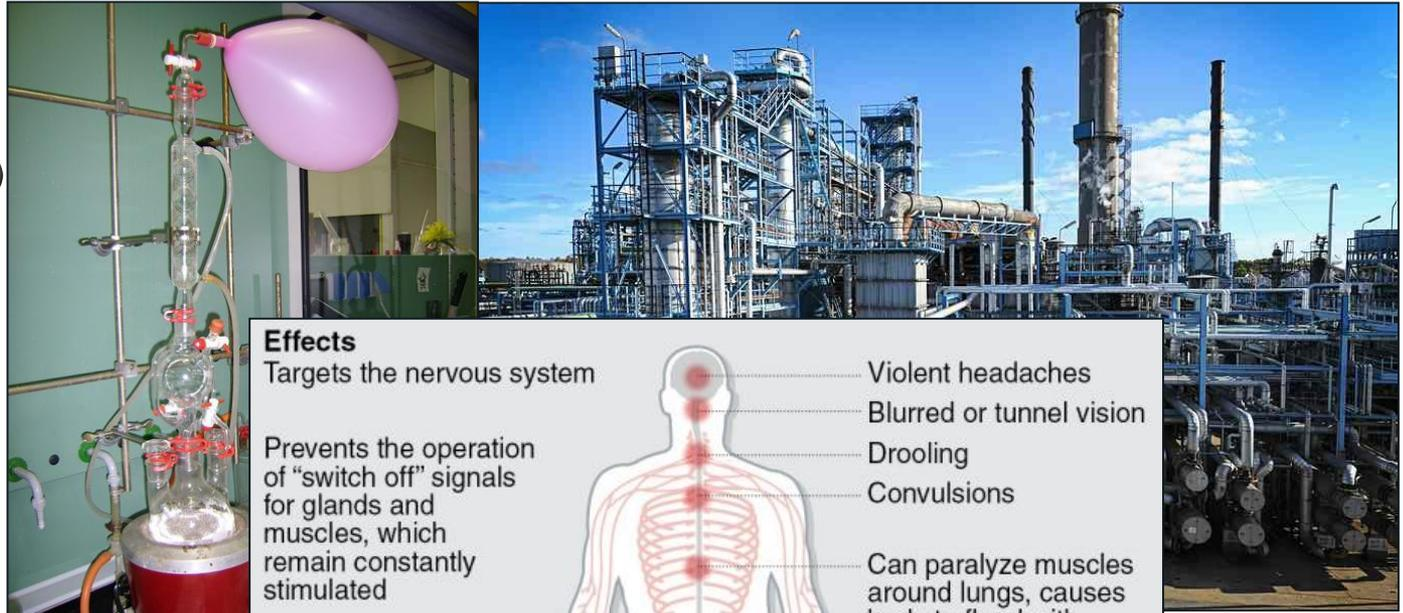 Effects
Targets the nervous system
Prevents the operation
of “switch off” signals
for glands and
muscles, which
remain constantly
stimulated
Violent headaches
Blurred or tunnel vision
Drooling
Convulsions
Can paralyze muscles
around lungs, causes